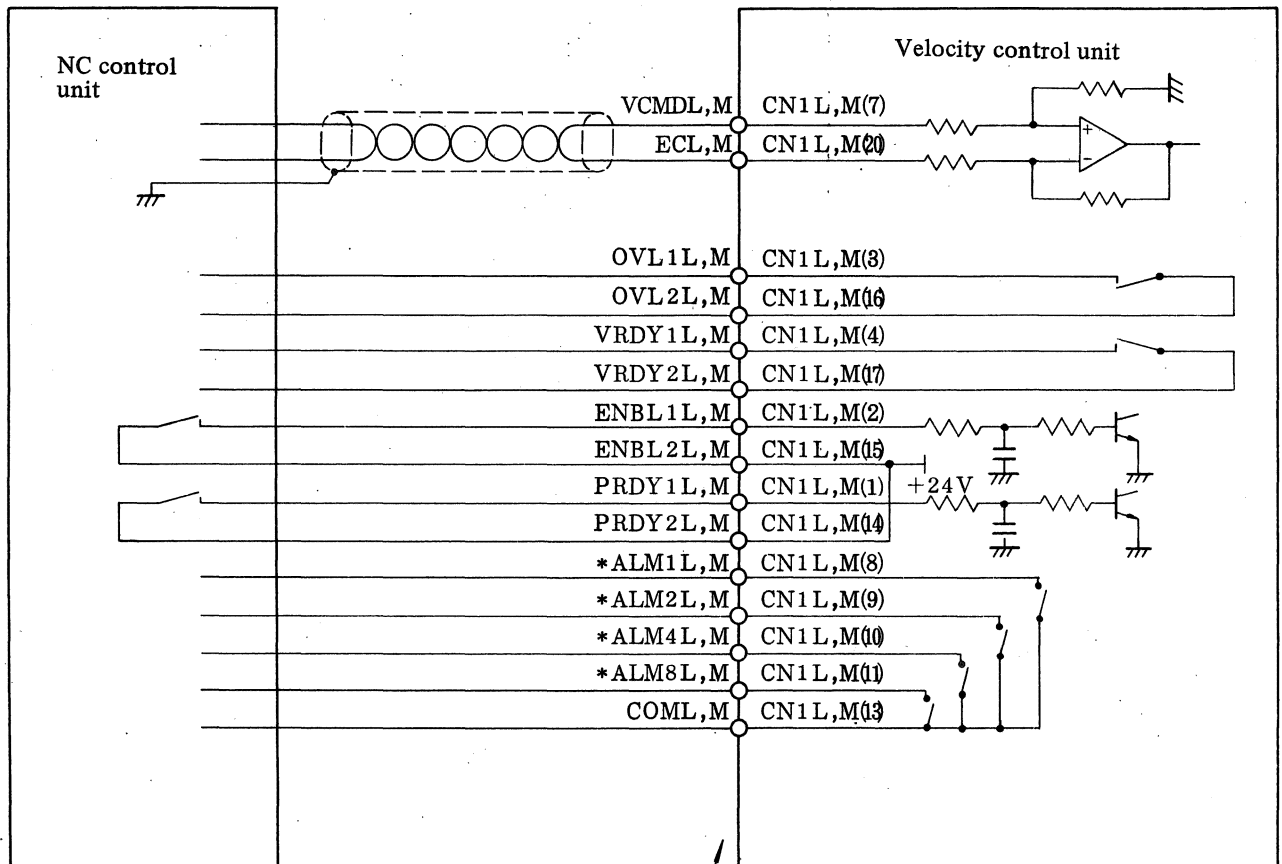 NC control
unit
Velocity control unit
VCMDL,M CN1L,M(7)
ECL,M CN1L,M(20)
OVL1L,M CN1L,M(3)
OVL2L,M CN1L,M(16)
VRDY1L,M CN1L,M(4)
VRDY2L,M CN1L,M(17)
ENBL1L,M CN1L,M(2)
ENBL2L,M CN1L,M(15)
PRDY1L,M CN1L,M(1) +24V
PRDY2L,M CN1L,M(14)
*ALM1L,M CN1L,M(8)
*ALM2L,M CN1L,M(9)
*ALM4L,M CN1L,M(10)
*ALM8L,M CN1L,M(11)
COML,M CN1L,M(13)